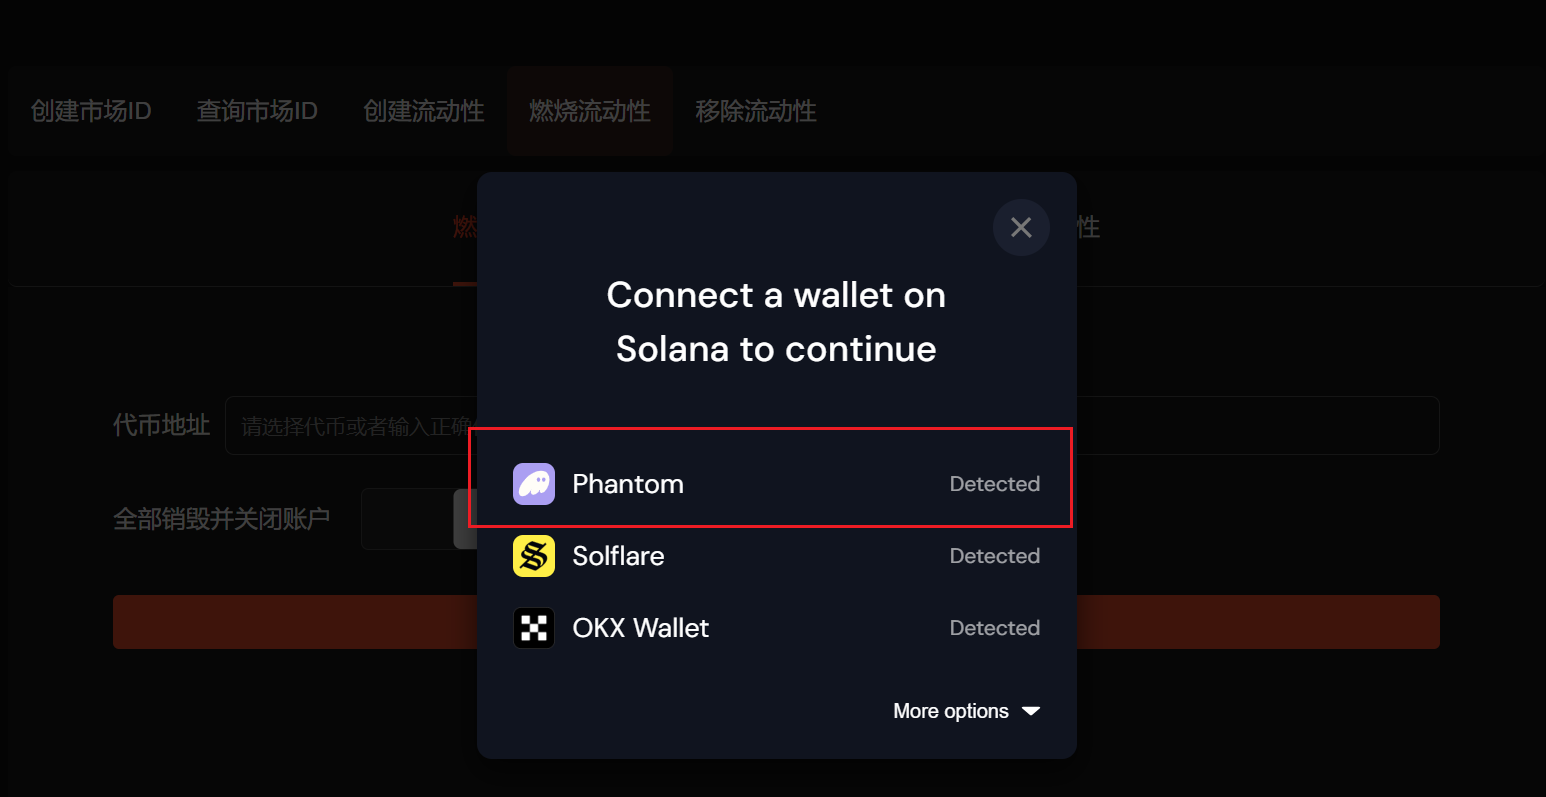 创建市场ID 查询市场ID 创建流动性 燃烧流动性 移除流动性
燃
性
Connect a wallet on
Solana to continue
代币地址 请选择代币或者输入正确
Phantom Detected
全部销毁并关闭账户
Solflare Detected
OKX Wallet Detected
More options